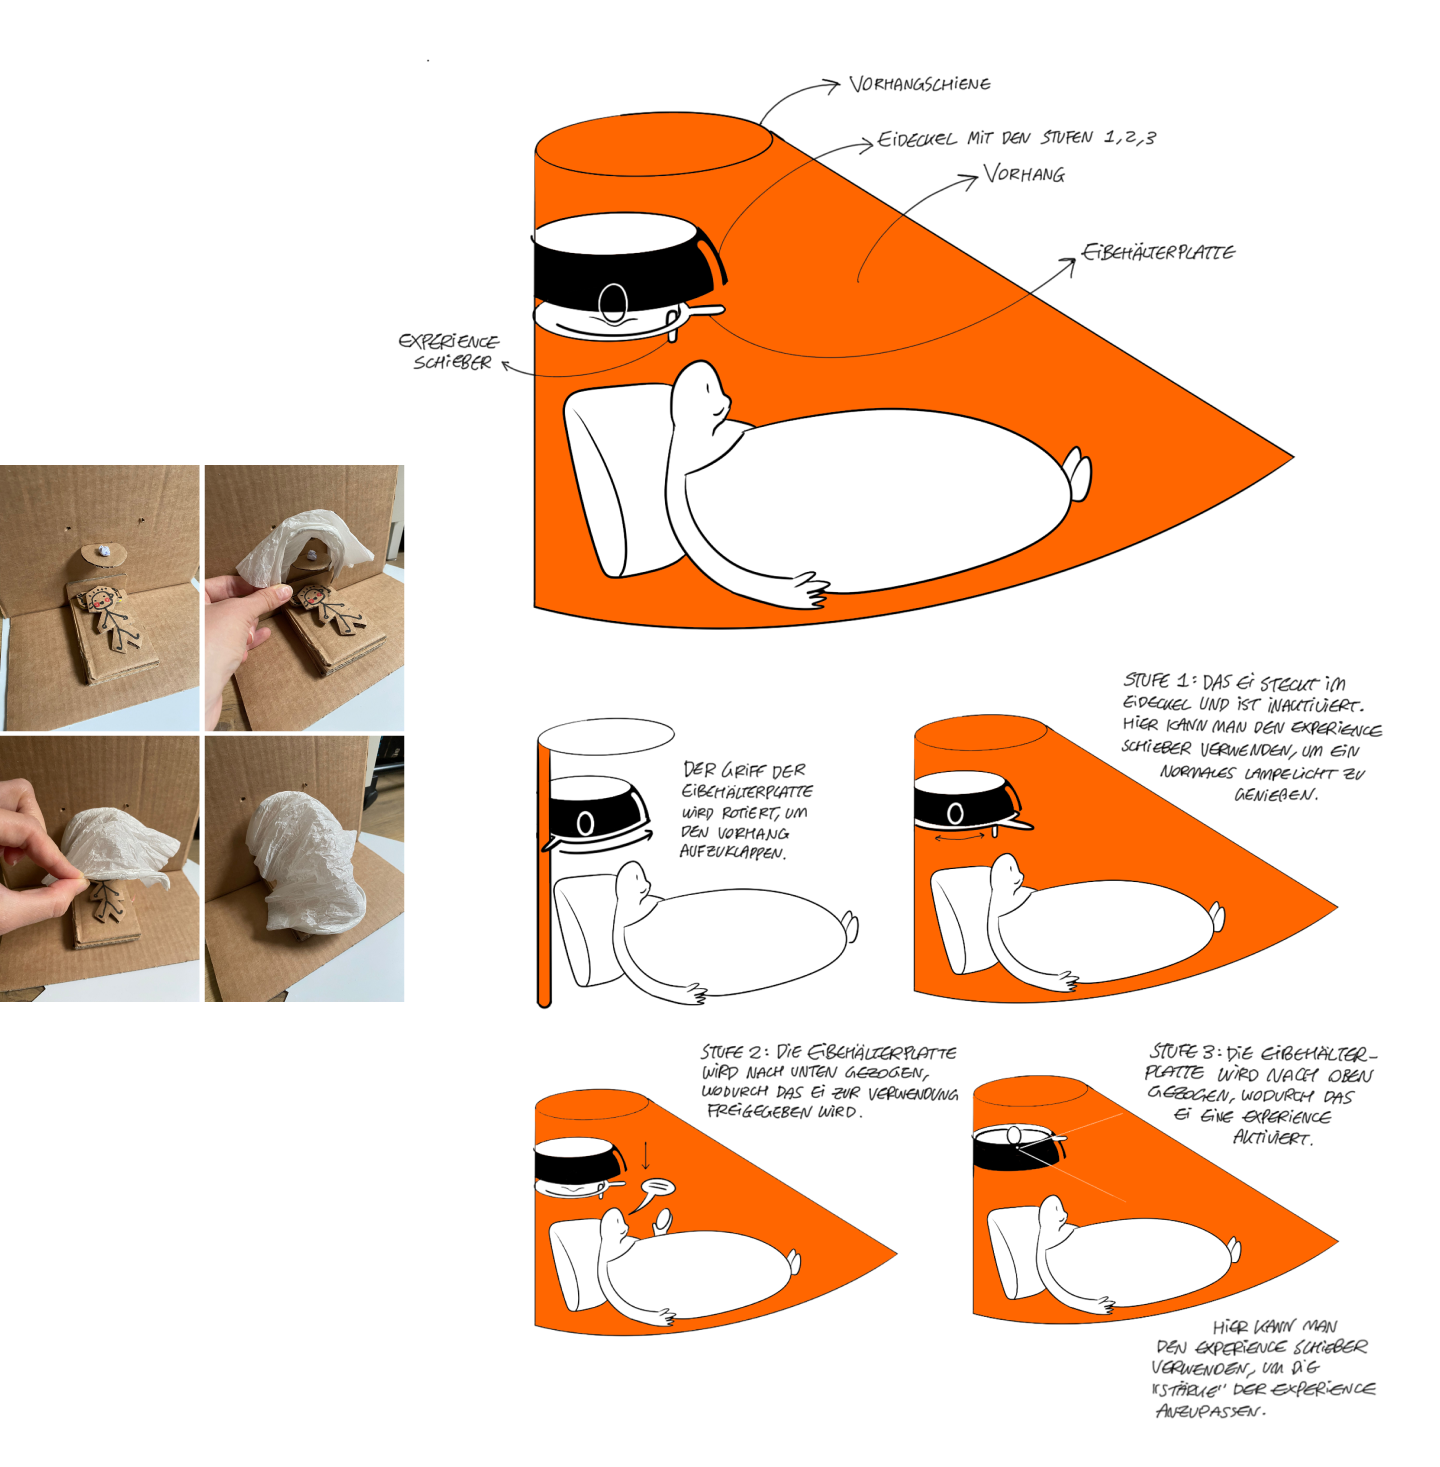 VORHANGSCHIENE
EIDECKEL MIT DEN STUFEN 1,2,3
VORHANG
EIBEHÄLTERPLATTE
EXPERIENCE
SCHIEBER
DER GRIFF DER
EIBEHÄLTERPLATTE
WIRD ROTIERT, UM
DEN VORHANG
AUFZUKLAPPEN.
STUFE 1: DAS EI STECKT IM
EIDECKEL UND IST INAKTIVIERT.
HIER KANN MAN DEN EXPERIENCE
SCHIEBER VERWENDEN, UM EIN
NORMALES LAMPELICHT ZU
GENIEßEN.
STUFE 2: DIE EIBEHÄLTERPLATTE
WIRD NACH UNTEN GEZOGEN,
WODURCH DAS EI ZUR VERWENDUNG
FREIGEGEBEN WIRD.
STUFE 3: DIE EIBEHÄLTER-
PLATTE WIRD NACH OBEN
GEZOGEN, WODURCH DAS
EI EINE EXPERIENCE
AKTIVIERT.
HIER KANN MAN
DEN EXPERIENCE SCHIEBER
VERWENDEN, UM DIE
"STÄRKE" DER EXPERIENCE
ANZUPASSEN.